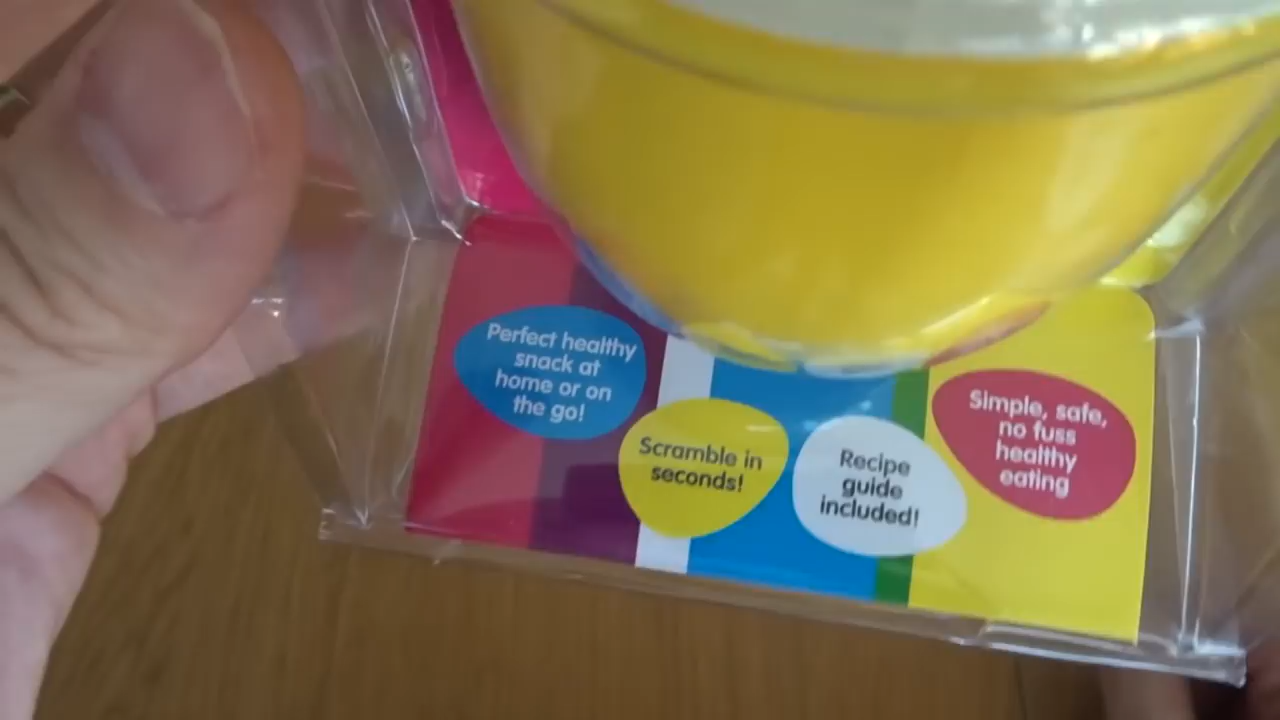 Perfect healthy
snack at
home or on
the go!
Scramble in
seconds!
Recipe
guide
included!
Simple, safe,
no fuss
healthy
eating